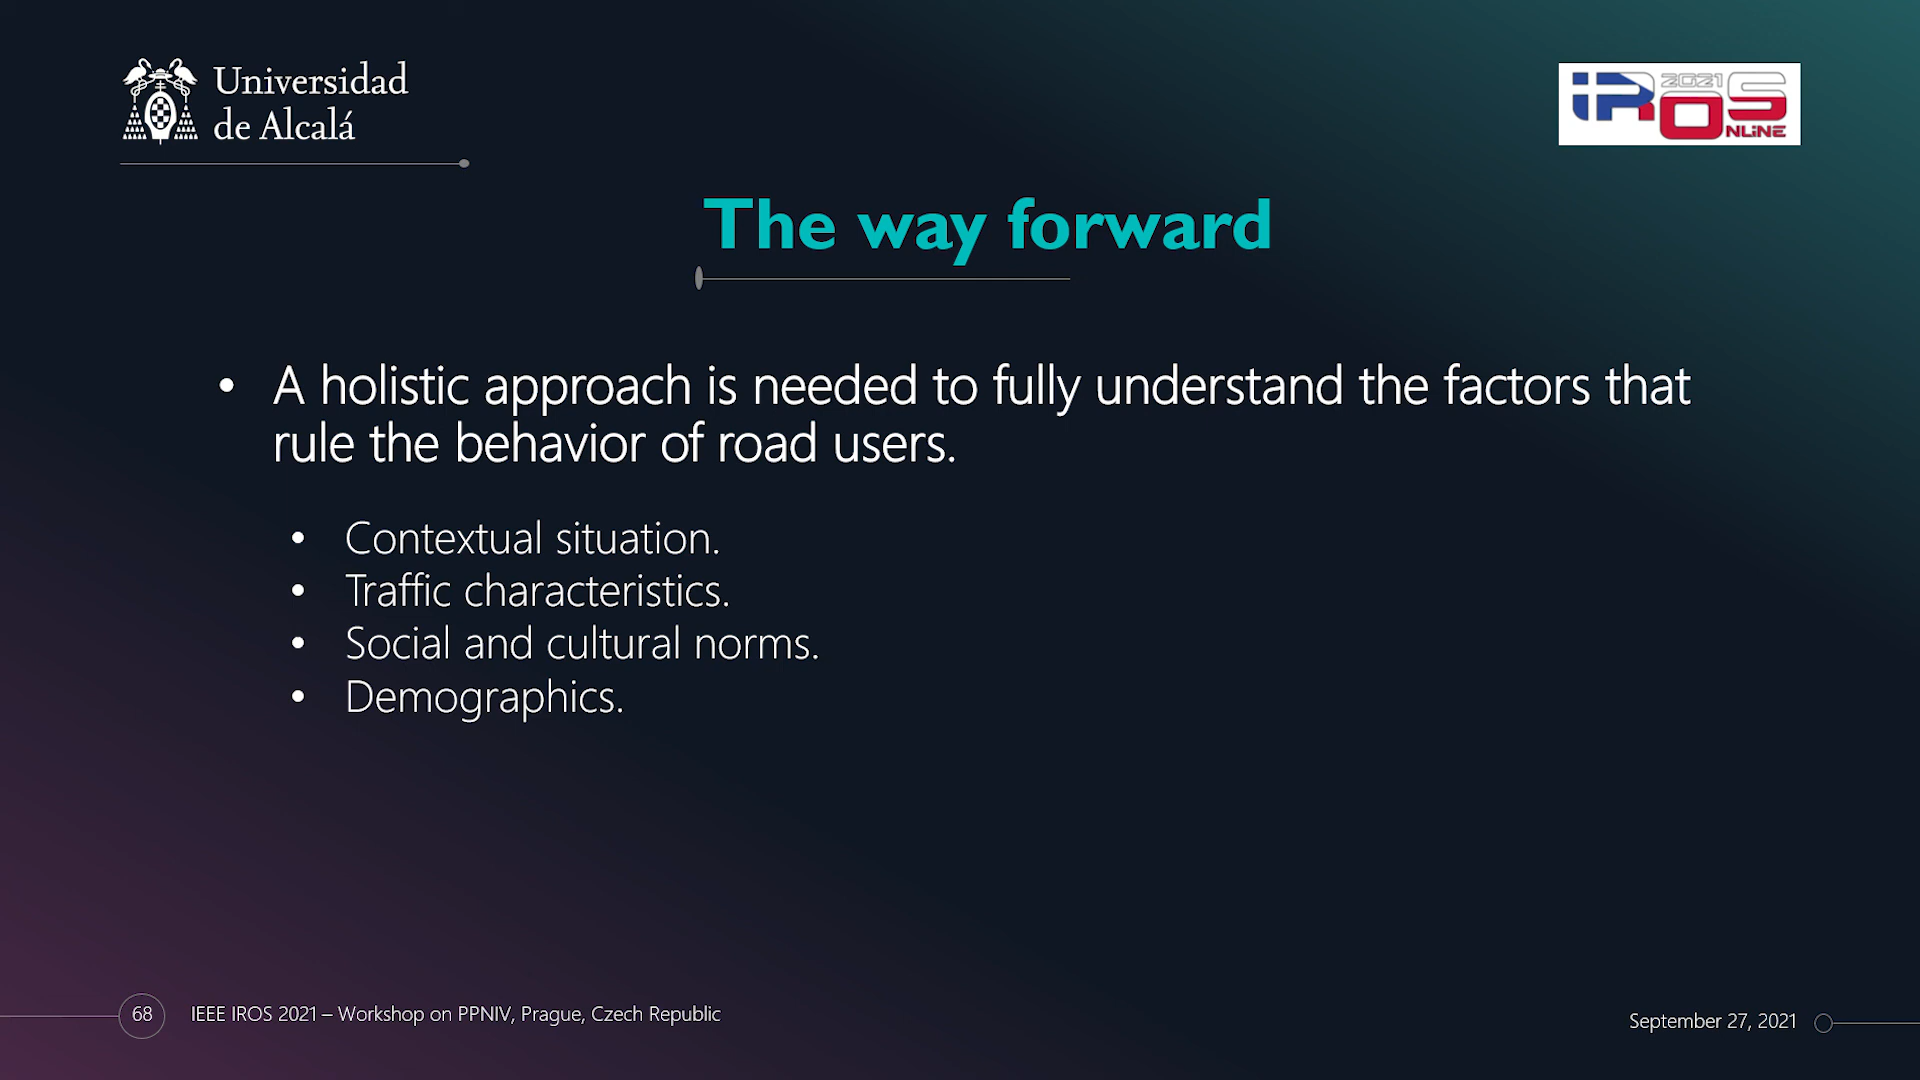 Universidad
de Alcalá
2021
IROS
ONLINE
The way forward
• A holistic approach is needed to fully understand the factors that
rule the behavior of road users.
• Contextual situation.
• Traffic characteristics.
• Social and cultural norms.
• Demographics.
68
IEEE IROS 2021 – Workshop on PPNIV, Prague, Czech Republic
September 27, 2021